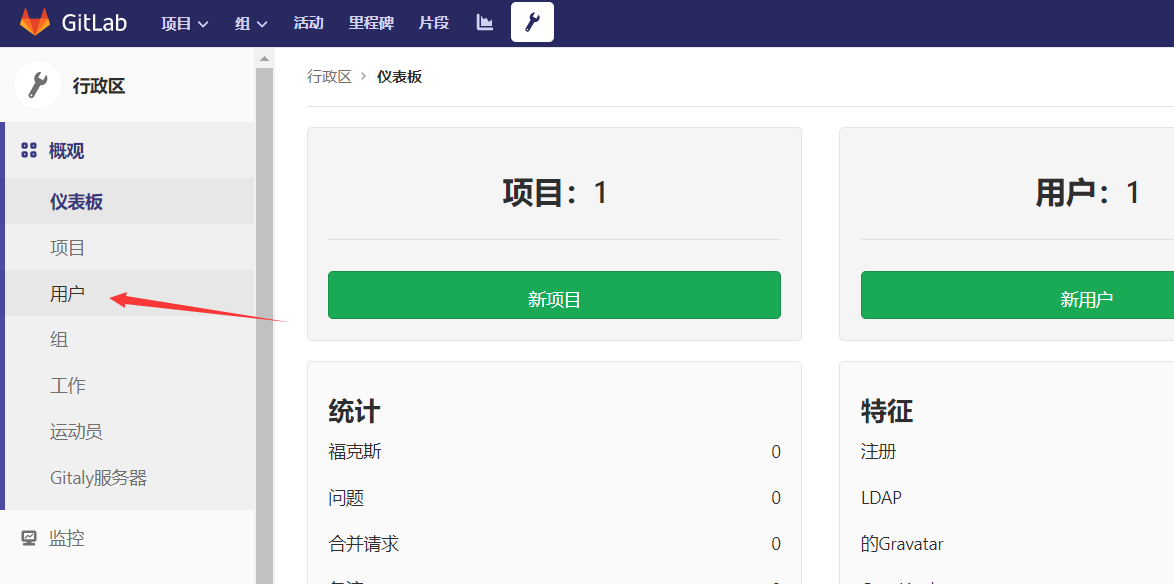 GitLab 项目 组 活动 里程碑 片段
行政区
概观
仪表板
项目
用户
组
工作
运动员
Gitaly服务器
监控
行政区 > 仪表板
项目：1
新项目
用户：1
新用户
统计
福克斯 0
问题 0
合并请求 0
特征
注册
LDAP
的Gravatar